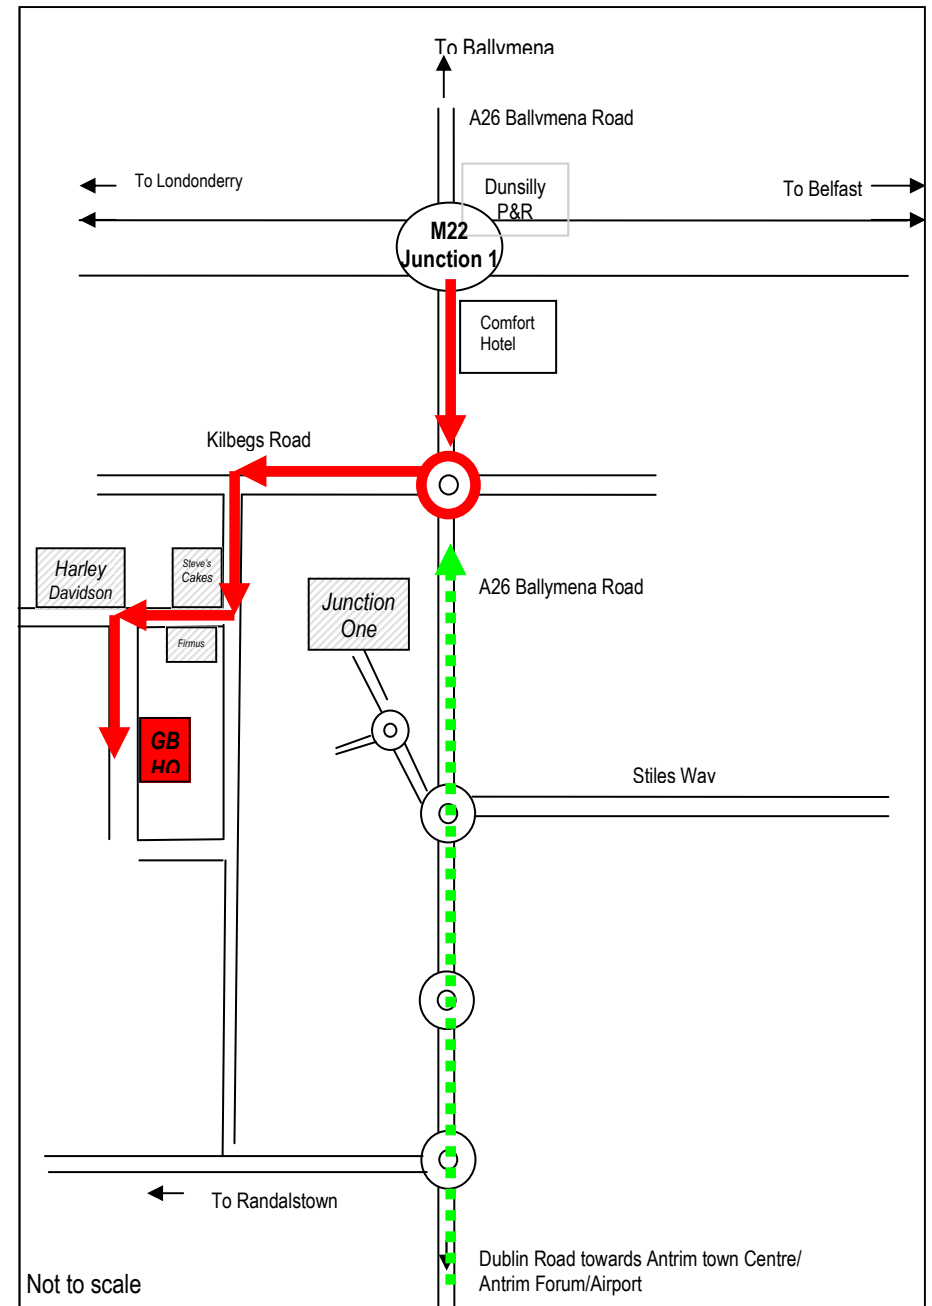 To Ballymena
A26 Ballymena Road
To Londonderry
Dunsilly
P&R
To Belfast
M22
Junction 1
Comfort
Hotel
Kilbegs Road
Harley
Davidson
Steve's
Cakes
Junction
One
A26 Ballymena Road
Firmus
GB
HQ
Stiles Way
To Randalstown
Dublin Road towards Antrim town Centre/
Antrim Forum/Airport
Not to scale